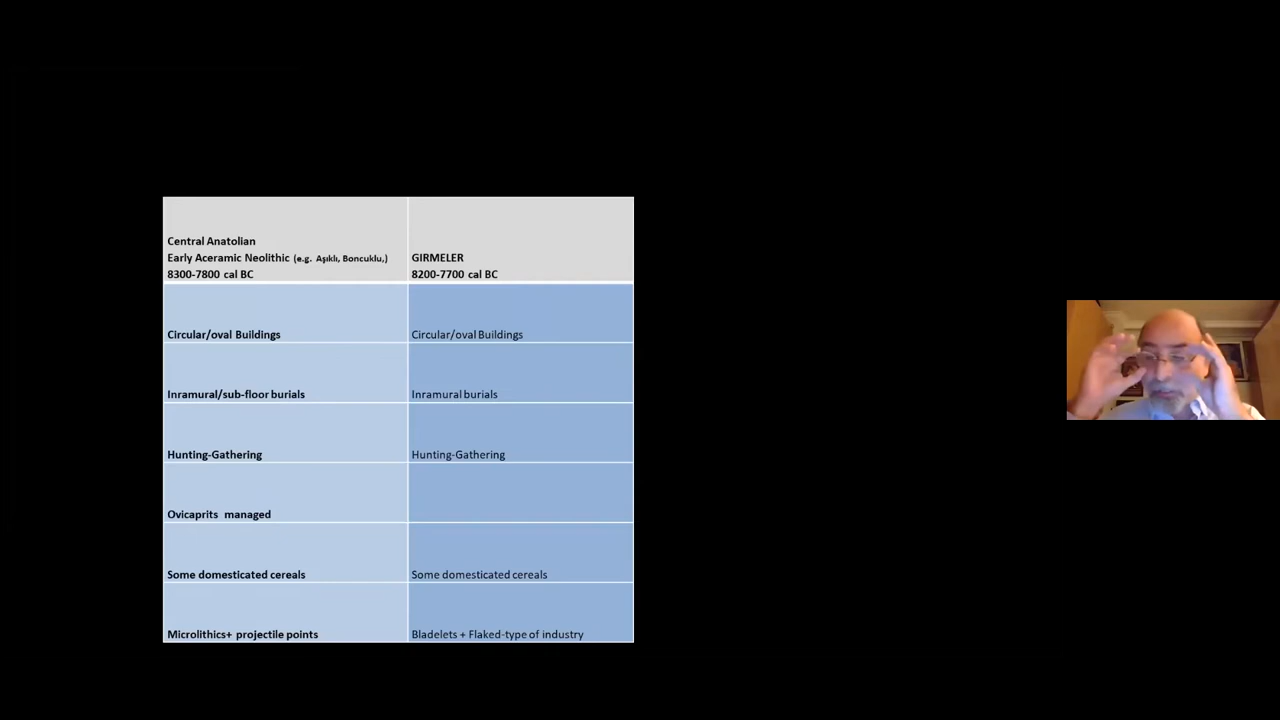 Central Anatolian
Early Aceramic Neolithic (e.g. Aşıklı, Boncuklu,)
8300-7800 cal BC
GIRMELER
8200-7700 cal BC
Circular/oval Buildings
Circular/oval Buildings
Inramural/sub-floor burials
Inramural burials
Hunting-Gathering
Hunting-Gathering
Ovicaprits managed
Some domesticated cereals
Some domesticated cereals
Microlithics+ projectile points
Bladelets + Flaked-type of industry